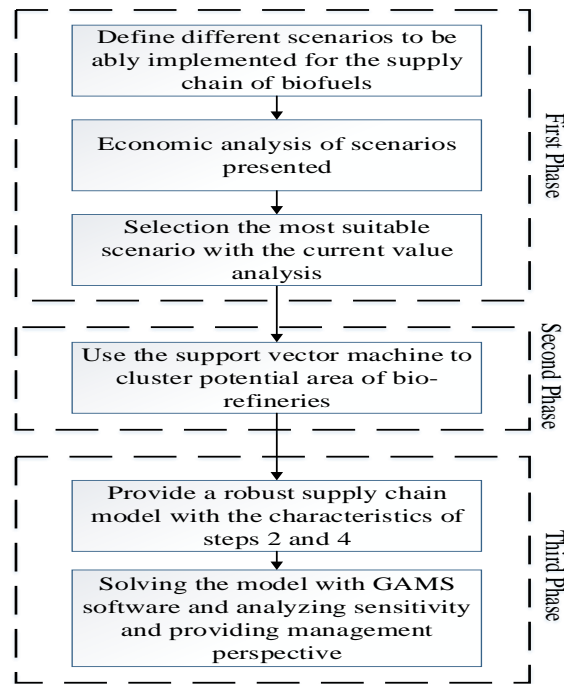 Define different scenarios to be
ably implemented for the supply
chain of biofuels
Economic analysis of scenarios
presented
Selection the most suitable
scenario with the current value
analysis
First Phase
Use the support vector machine to
cluster potential area of bio-
refineries
Second Phase
Provide a robust supply chain
model with the characteristics of
steps 2 and 4
Solving the model with GAMS
software and analyzing sensitivity
and providing management
perspective
Third Phase